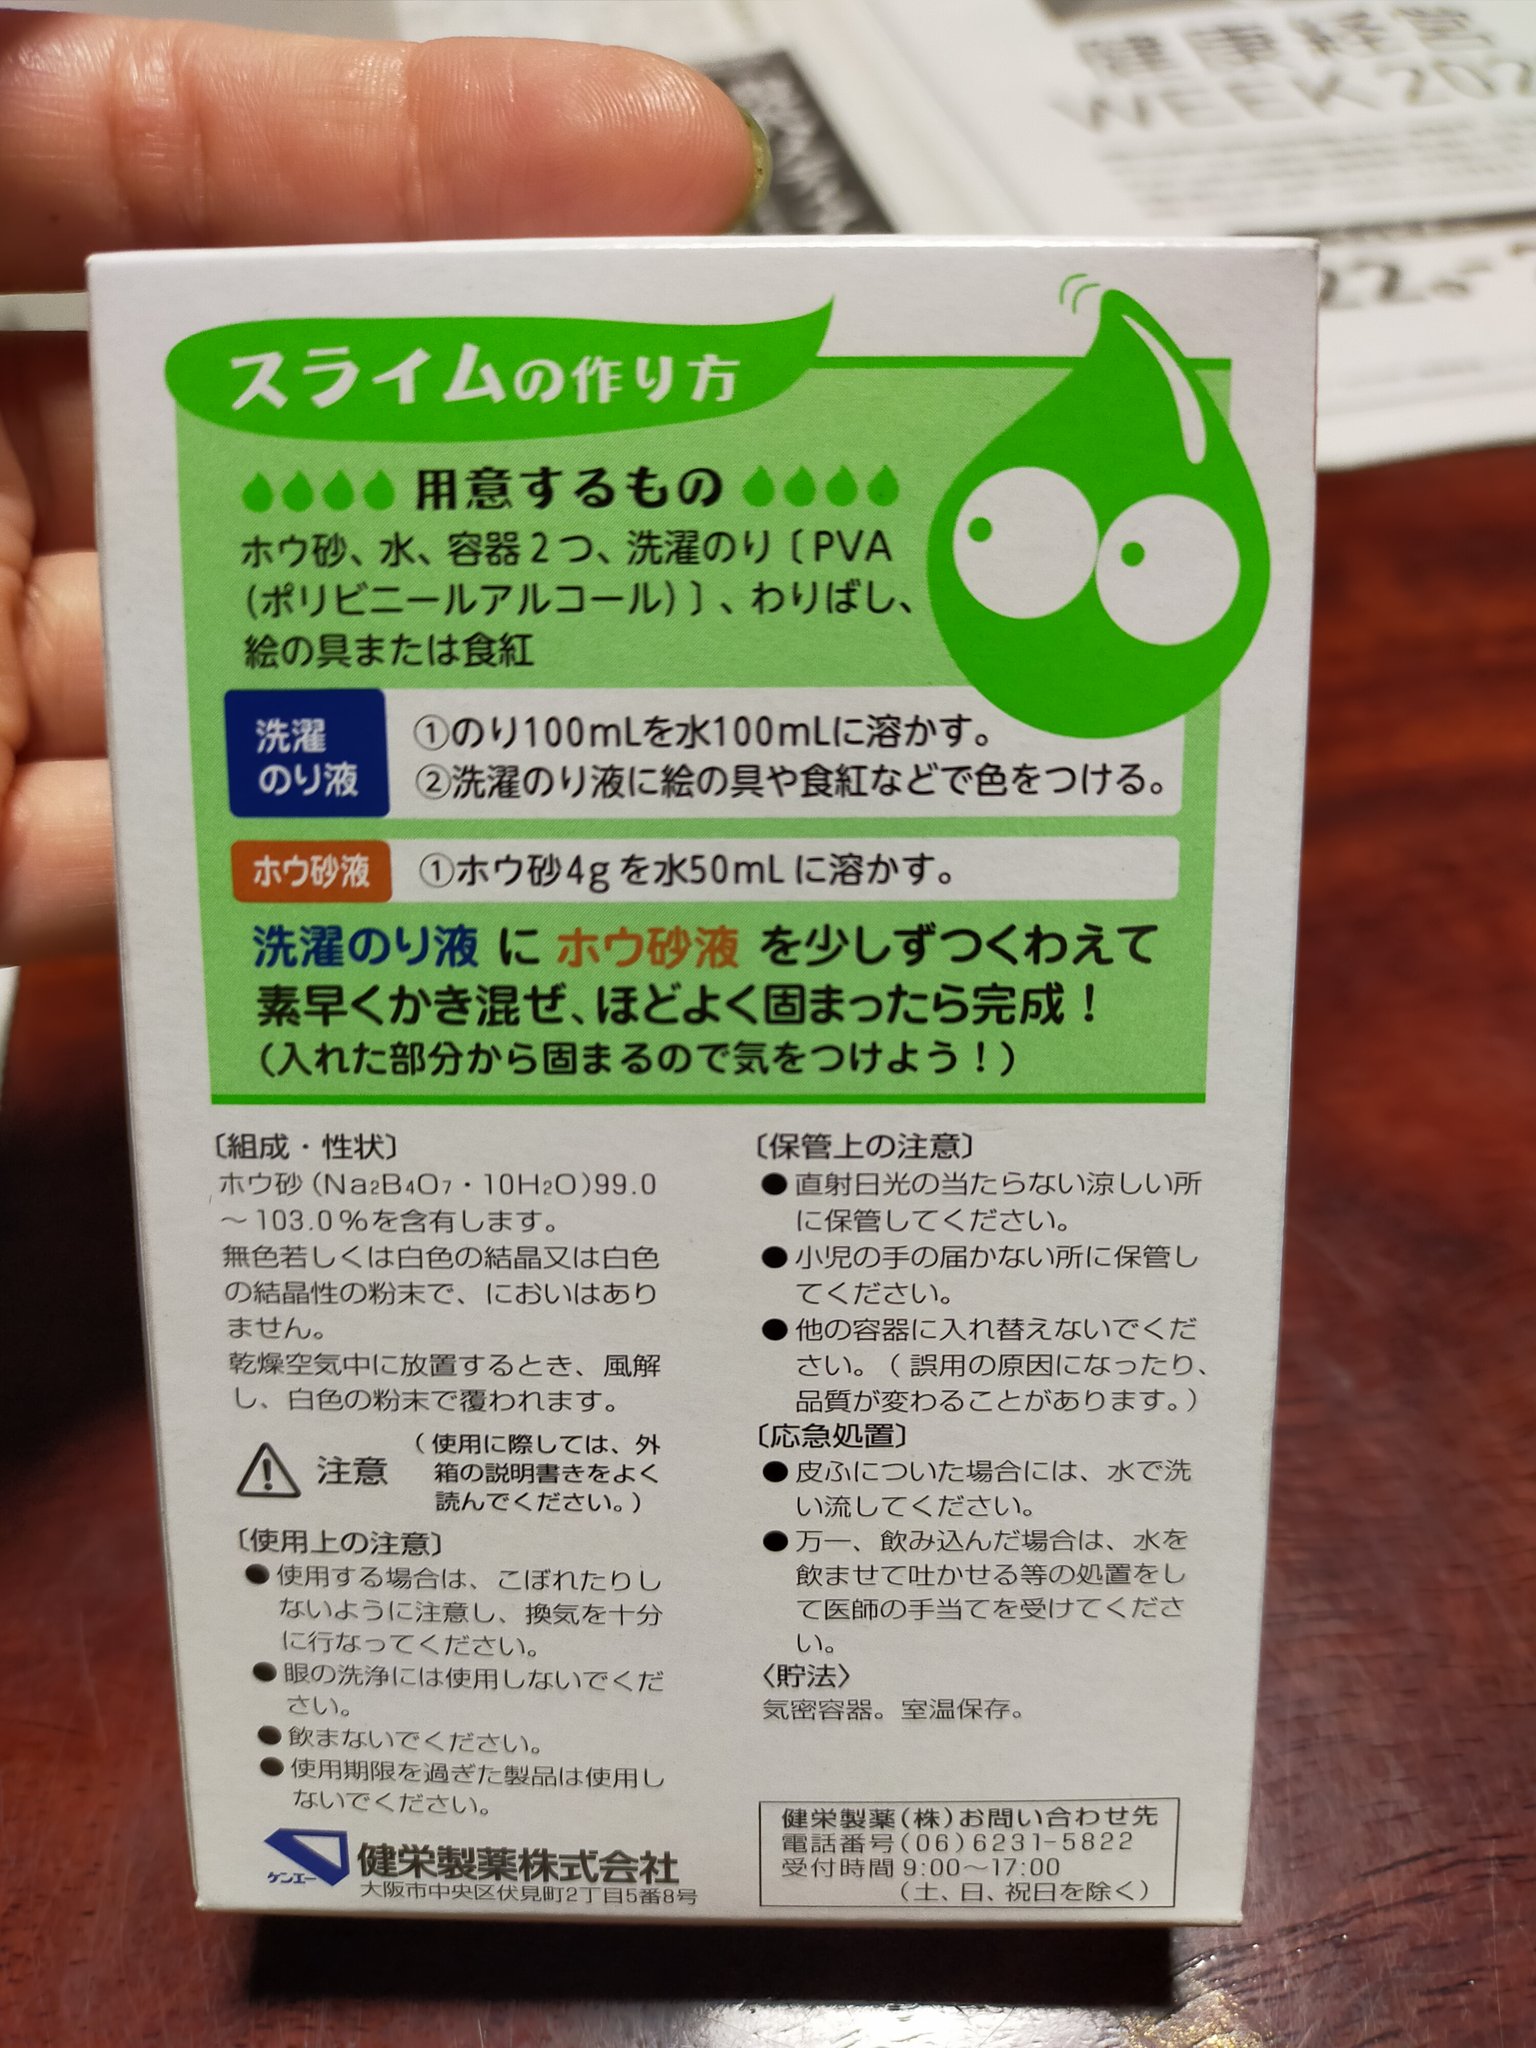 健康経営
WEEK 202
スライムの作り方
用意するもの
ホウ砂、水、容器2つ、洗濯のり〔PVA
(ポリビニールアルコール)〕、わりばし、
絵の具または食紅
洗濯
のり液
①のり100mLを水100mLに溶かす。
②洗濯のり液に絵の具や食紅などで色をつける。
ホウ砂液
①ホウ砂4gを水50mLに溶かす。
洗濯のり液 に ホウ砂液 を少しずつくわえて
素早くかき混ぜ、ほどよく固まったら完成！
(入れた部分から固まるので気をつけよう！)
〔組成・性状〕
ホウ砂(Na₂B₄O₇・10H₂O)99.0
～103.0%を含有します。
無色若しくは白色の結晶又は白色
の結晶性の粉末で、においはあり
ません。
乾燥空気中に放置するとき、風解
し、白色の粉末で覆われます。
注意
(使用に際しては、外
箱の説明書きをよく
読んでください。)
〔使用上の注意〕
●使用する場合は、こぼれたりし
ないように注意し、換気を十分
に行なってください。
●眼の洗浄には使用しないでくだ
さい。
●飲まないでください。
●使用期限を過ぎた製品は使用し
ないでください。
ケンエー
健栄製薬株式会社
大阪市中央区伏見町2丁目5番8号
〔保管上の注意〕
●直射日光の当たらない涼しい所
に保管してください。
●小児の手の届かない所に保管し
てください。
●他の容器に入れ替えないでくだ
さい。(誤用の原因になったり、
品質が変わることがあります。)
〔応急処置〕
●皮ふについた場合には、水で洗
い流してください。
●万一、飲み込んだ場合は、水を
飲ませて吐かせる等の処置をし
て医師の手当てを受けてくださ
い。
〈貯法〉
気密容器。室温保存。
健栄製薬(株)お問い合わせ先
電話番号(06)6231-5822
受付時間 9:00～17:00
(土、日、祝日を除く)